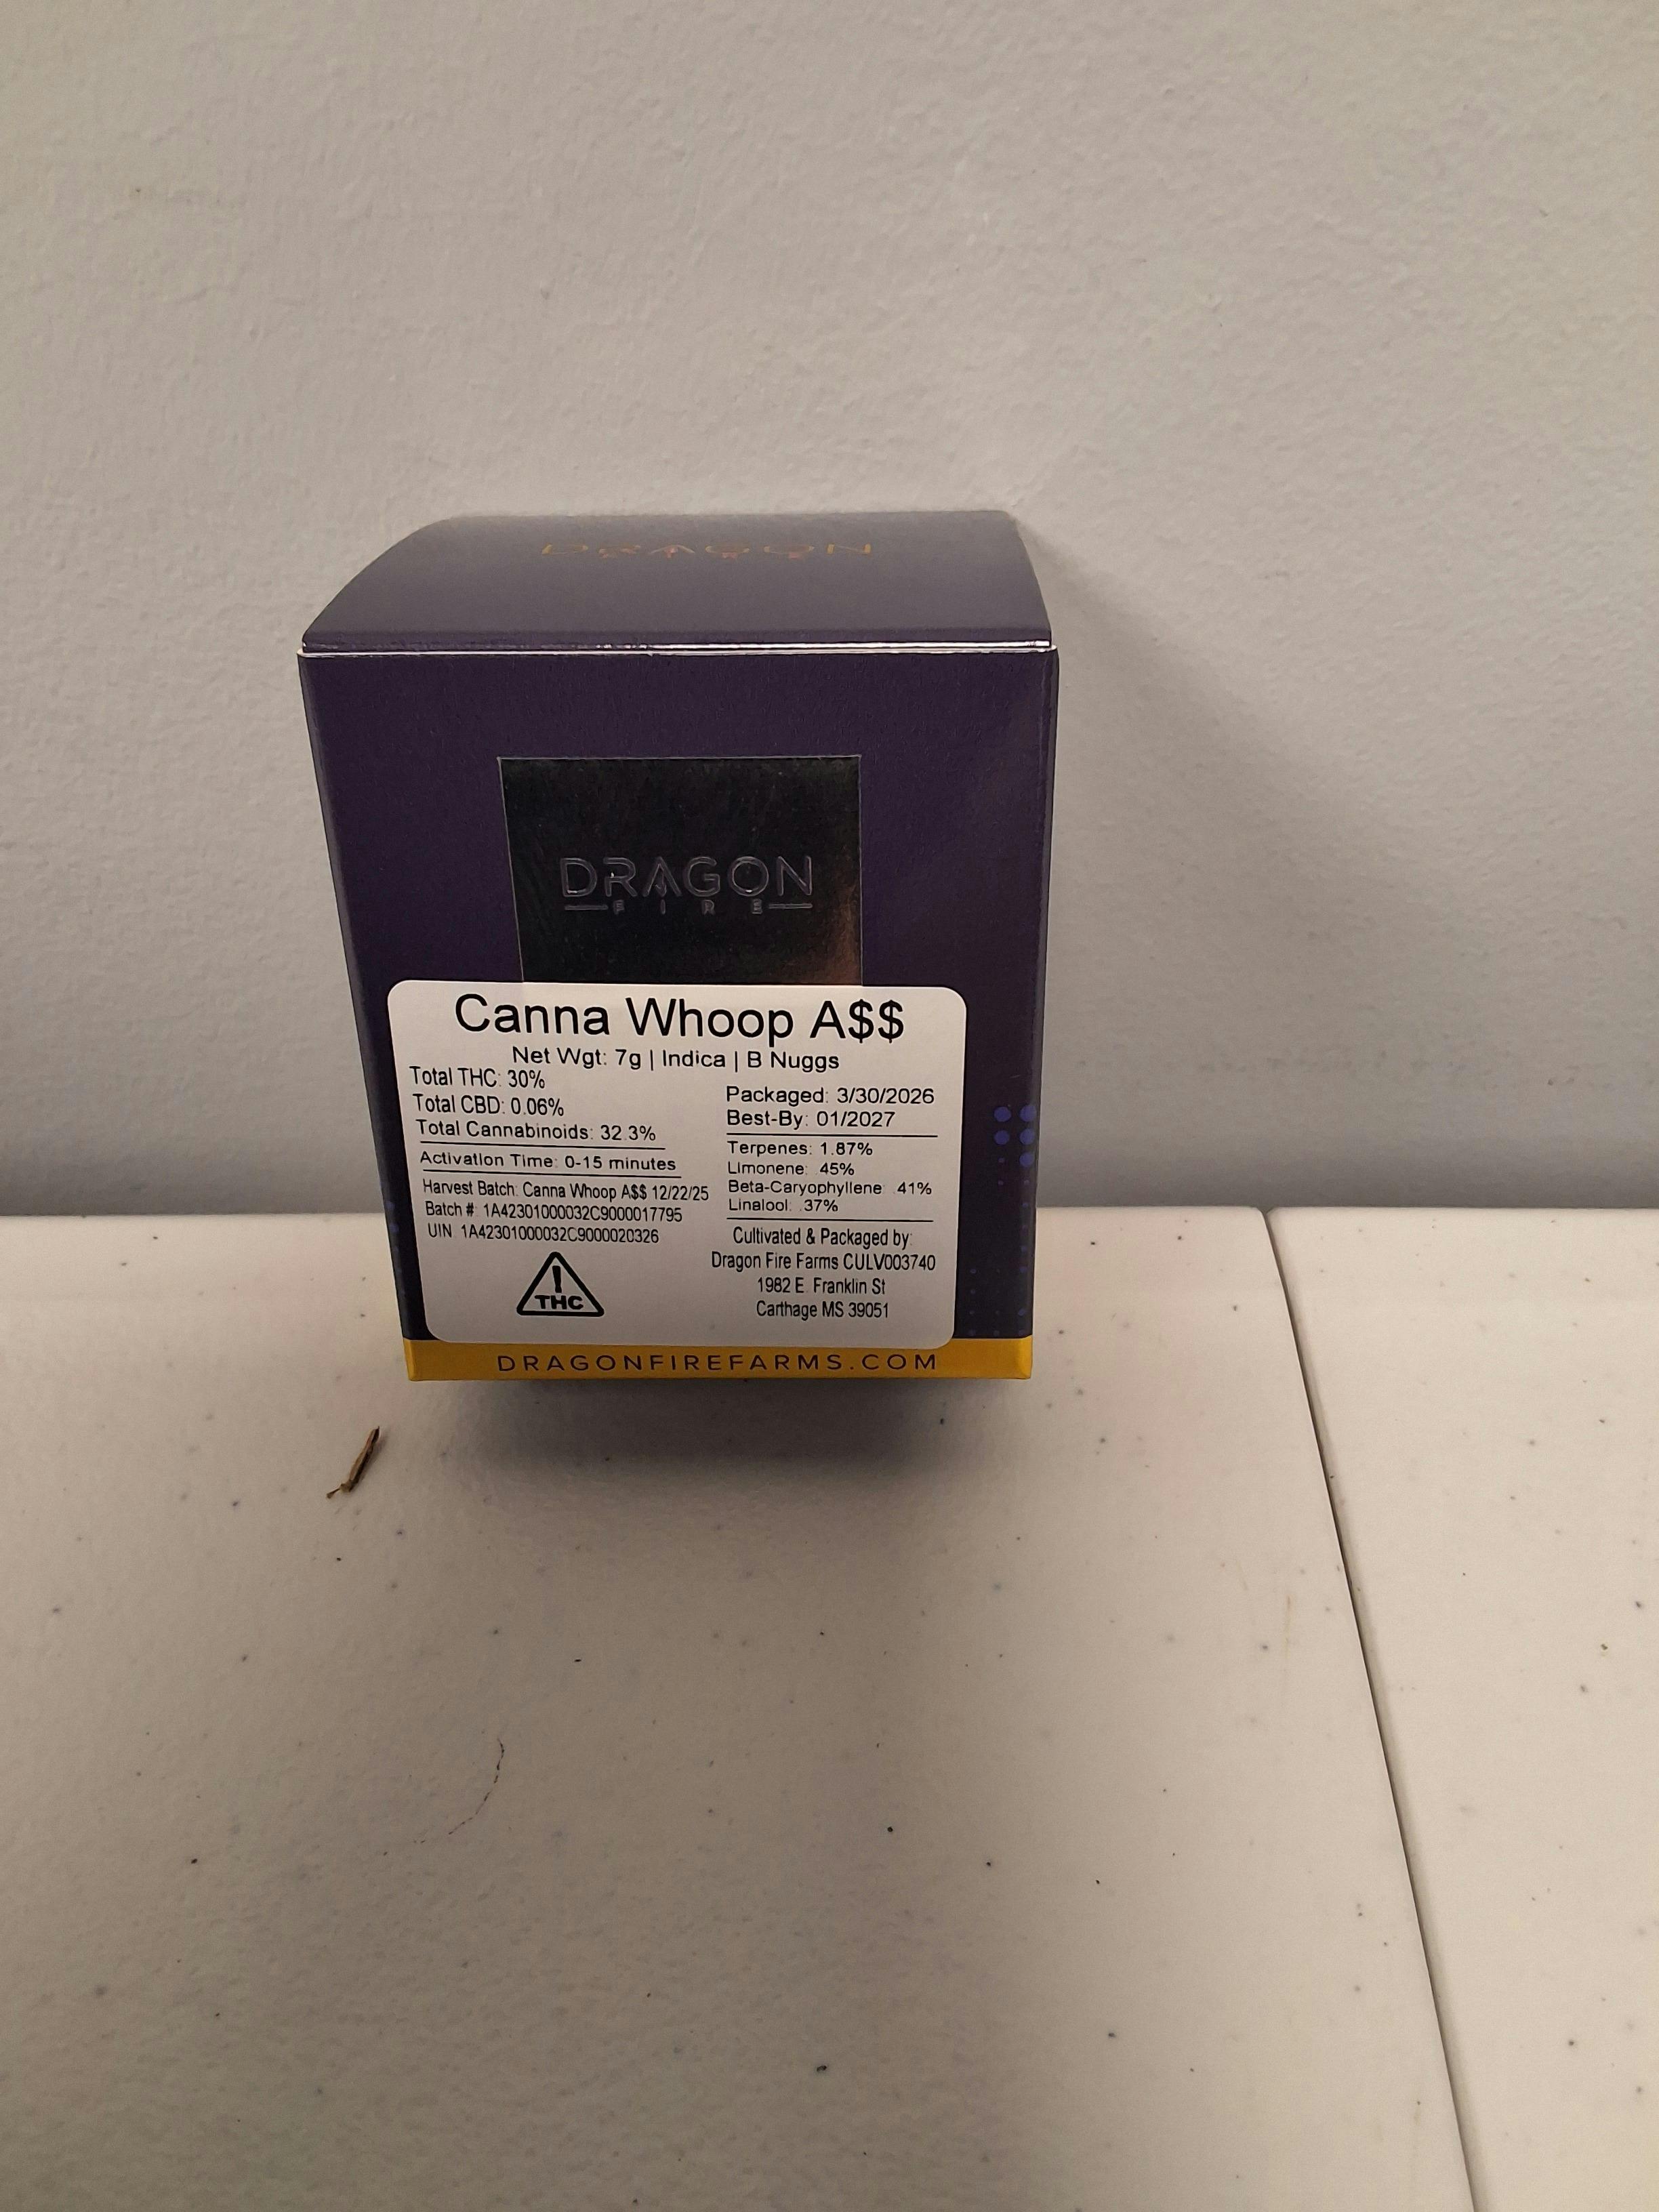 DRAGON
DRAGON
FIRE
Canna Whoop A$$
Net Wgt: 7g | Indica | B Nuggs
Total THC: 30%
Total CBD: 0.06%
Total Cannabinoids: 32.3%
Activation Time: 0-15 minutes
Harvest Batch: Canna Whoop A$$ 12/22/25
Batch #: 1A42301000032C9000017795
UIN: 1A42301000032C9000020326
THC
Packaged: 3/30/2026
Best-By: 01/2027
Terpenes: 1.87%
Limonene: .45%
Beta-Caryophyllene: .41%
Linalool: .37%
Cultivated & Packaged by:
Dragon Fire Farms CULV003740
1982 E. Franklin St
Carthage MS 39051
DRAGONFIREFARMS.COM